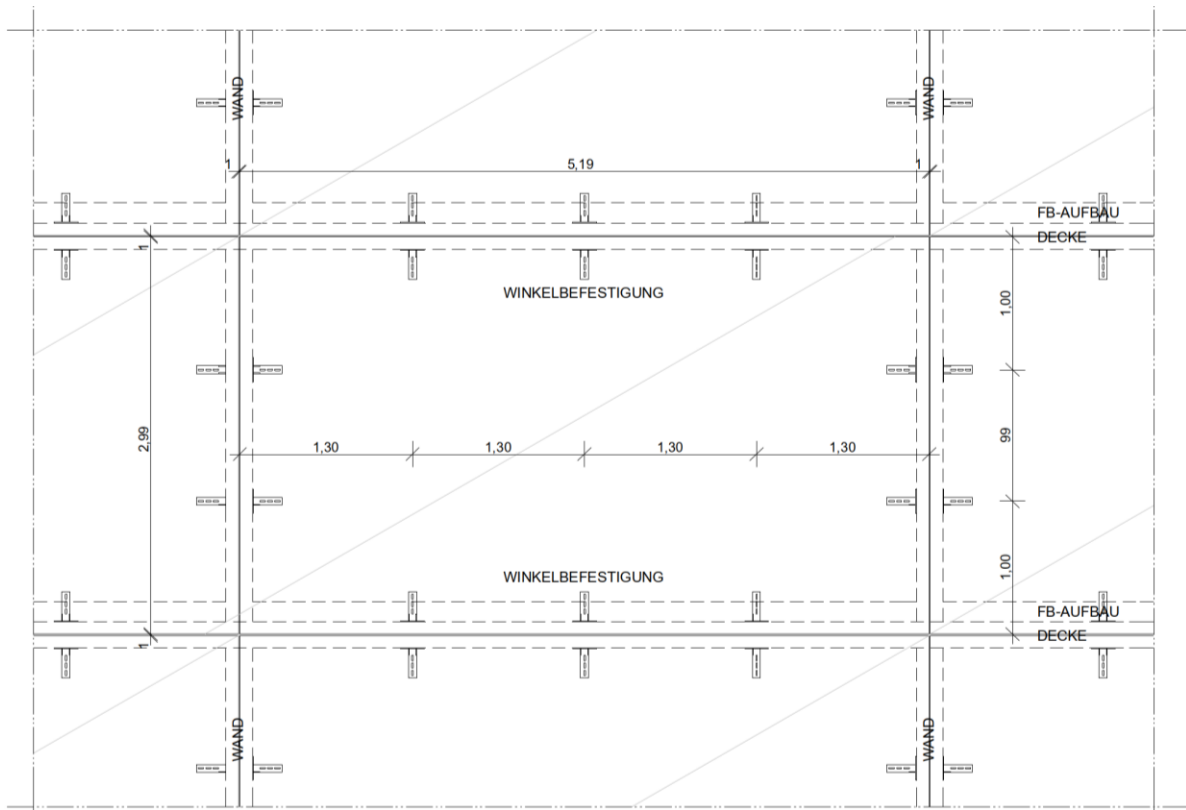 WAND
WAND
1
5,19
1
FB-AUFBAU
DECKE
1
WINKELBEFESTIGUNG
1,00
2,99
1,30
1,30
1,30
1,30
99
1,00
WINKELBEFESTIGUNG
FB-AUFBAU
DECKE
1
WAND
WAND